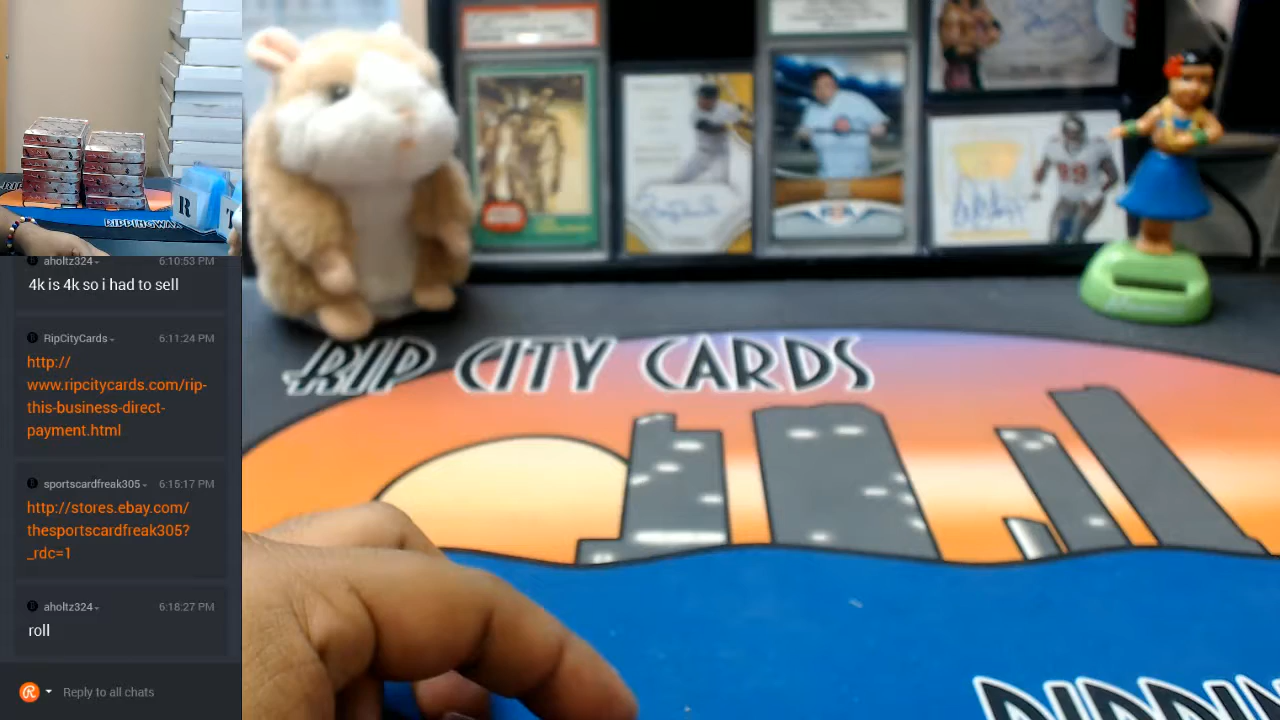 RIPPINGWAX
R
aholtz324 6:10:53 PM
4k is 4k so i had to sell
RipCityCards 6:11:24 PM
http://
www.ripcitycards.com/rip-
this-business-direct-
payment.html
sportscardfreak305 6:15:17 PM
http://stores.ebay.com/
thesportscardfreak305?
_rdc=1
aholtz324 6:18:27 PM
roll
Reply to all chats
RIP CITY CARDS
99